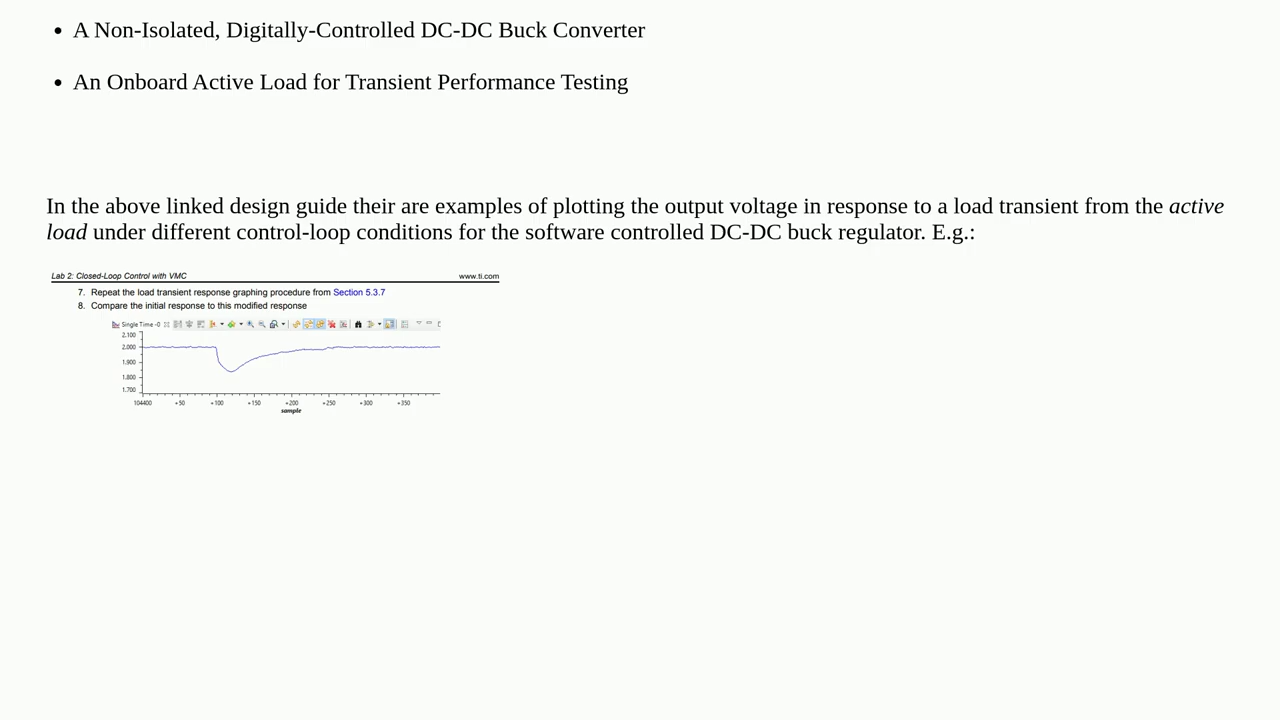 • A Non-Isolated, Digitally-Controlled DC-DC Buck Converter
• An Onboard Active Load for Transient Performance Testing
In the above linked design guide their are examples of plotting the output voltage in response to a load transient from the active
load under different control-loop conditions for the software controlled DC-DC buck regulator. E.g.:
Lab 2: Closed-Loop Control with VMC www.ti.com
7. Repeat the load transient response graphing procedure from Section 5.3.7
8. Compare the initial response to this modified response
Single Time -0
2.100
2.000
1.900
1.800
1.700
104400 +50 +100 +150 +200 +250 +300 +350
sample